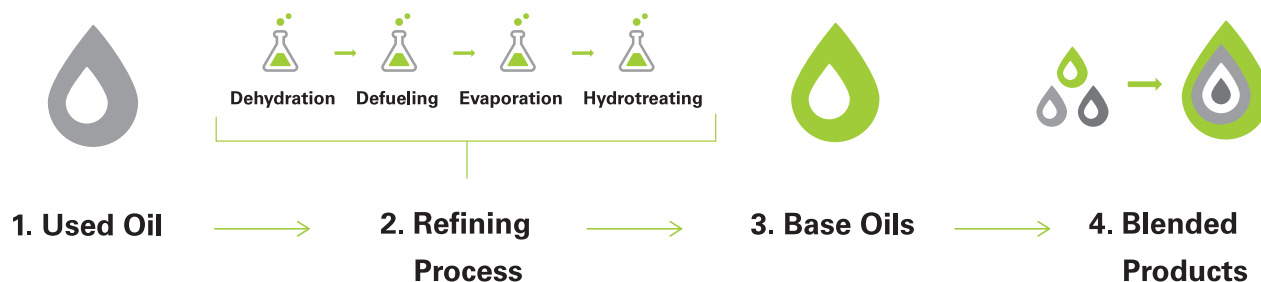 Dehydration Defueling Evaporation Hydrotreating
1. Used Oil
2. Refining
Process
3. Base Oils
4. Blended
Products